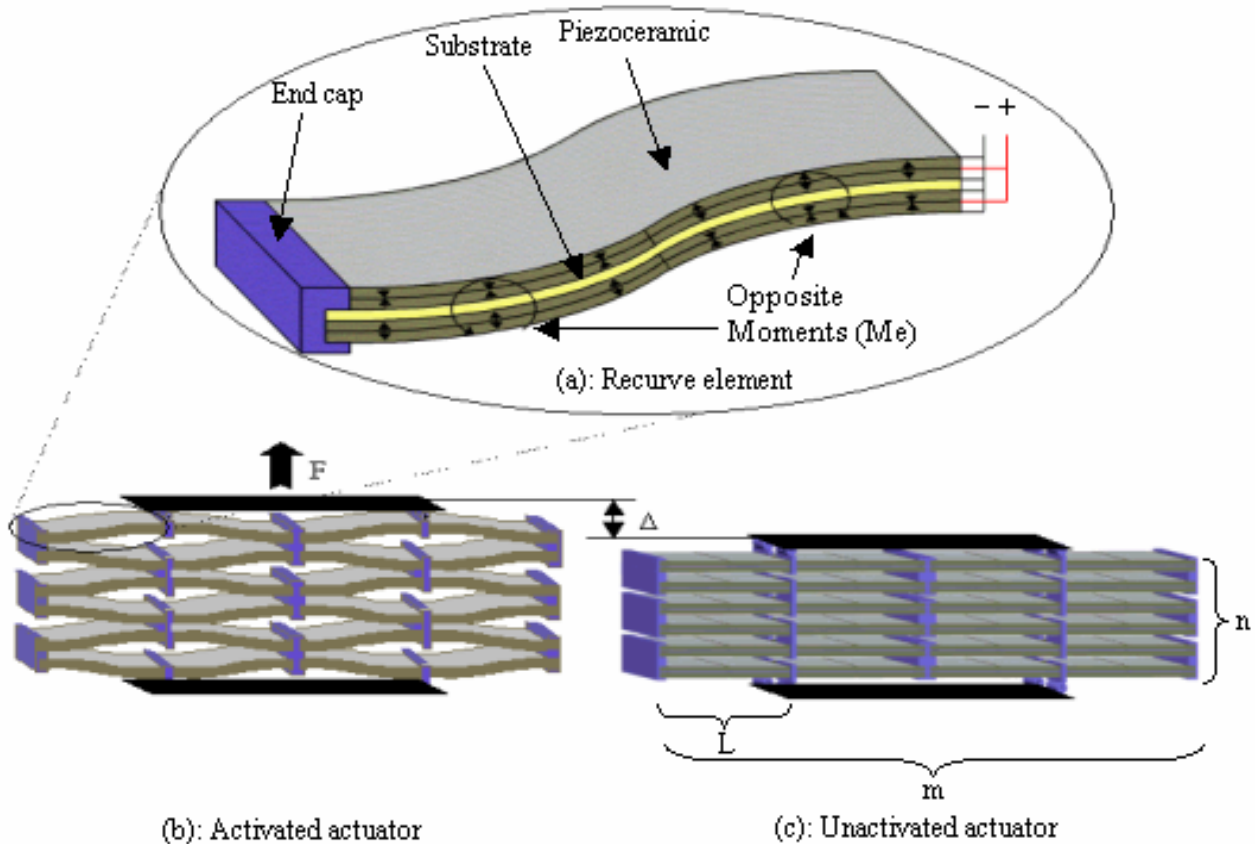 Piezoceramic
Substrate
End cap
− +
Opposite
Moments (Me)
(a): Recurve element
F
Δ
n
L
m
(b): Activated actuator
(c): Unactivated actuator